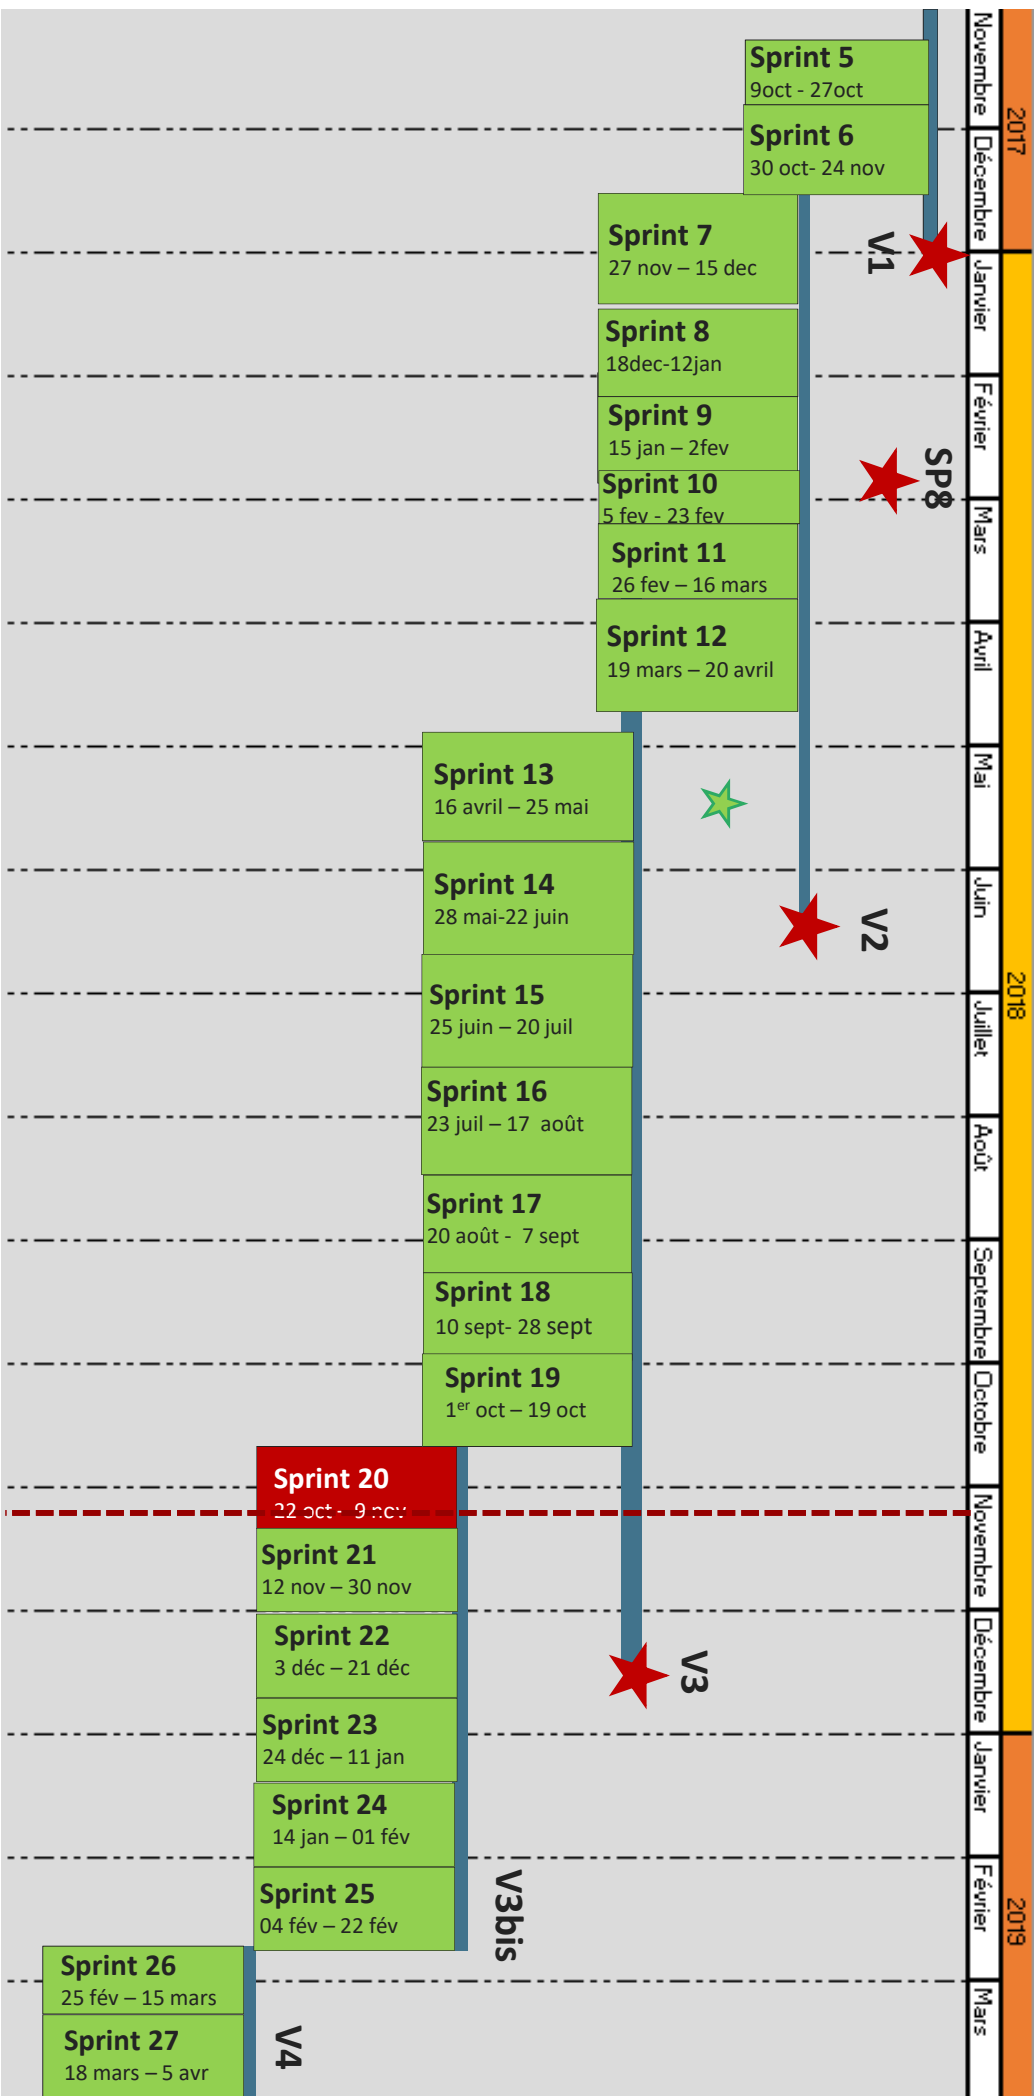 2017
2018
2019
Novembre
Décembre
Janvier
Février
Mars
Avril
Mai
Juin
Juillet
Août
Septembre
Octobre
Novembre
Décembre
Janvier
Février
Mars
Sprint 5
9oct - 27oct
Sprint 6
30 oct- 24 nov
V1
Sprint 7
27 nov – 15 dec
Sprint 8
18dec-12jan
Sprint 9
15 jan – 2fev
SP8
Sprint 10
5 fev - 23 fev
Sprint 11
26 fev – 16 mars
Sprint 12
19 mars – 20 avril
Sprint 13
16 avril – 25 mai
Sprint 14
28 mai-22 juin
V2
Sprint 15
25 juin – 20 juil
Sprint 16
23 juil – 17 août
Sprint 17
20 août - 7 sept
Sprint 18
10 sept- 28 sept
Sprint 19
1er oct – 19 oct
Sprint 20
22 oct - 9 nov
Sprint 21
12 nov – 30 nov
Sprint 22
3 déc – 21 déc
V3
Sprint 23
24 déc – 11 jan
Sprint 24
14 jan – 01 fév
Sprint 25
04 fév – 22 fév
V3bis
Sprint 26
25 fév – 15 mars
Sprint 27
18 mars – 5 avr
V4